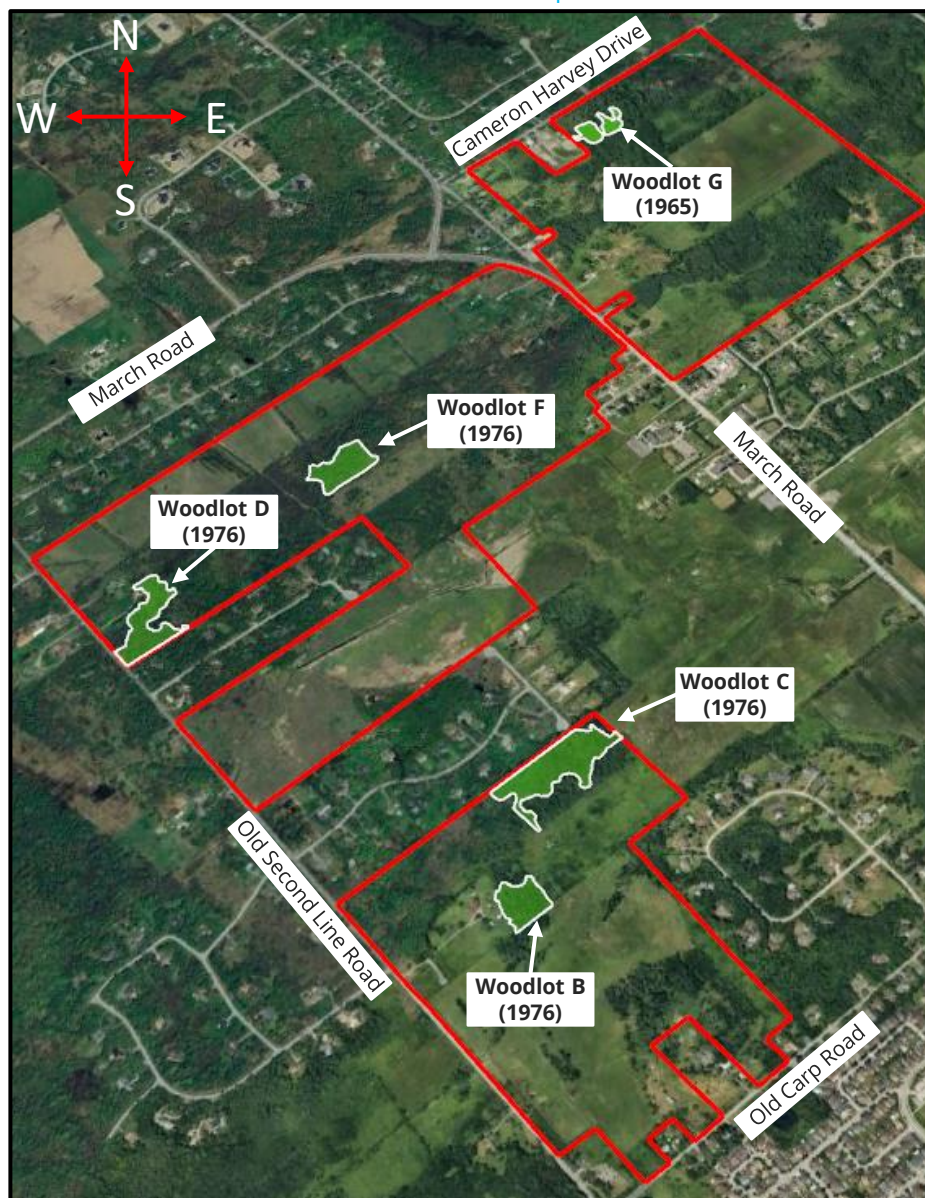 N
W
E
S
Cameron Harvey Drive
Woodlot G
(1965)
March Road
Woodlot F
(1976)
March Road
Woodlot D
(1976)
Woodlot C
(1976)
Old Second Line Road
Woodlot B
(1976)
Old Carp Road